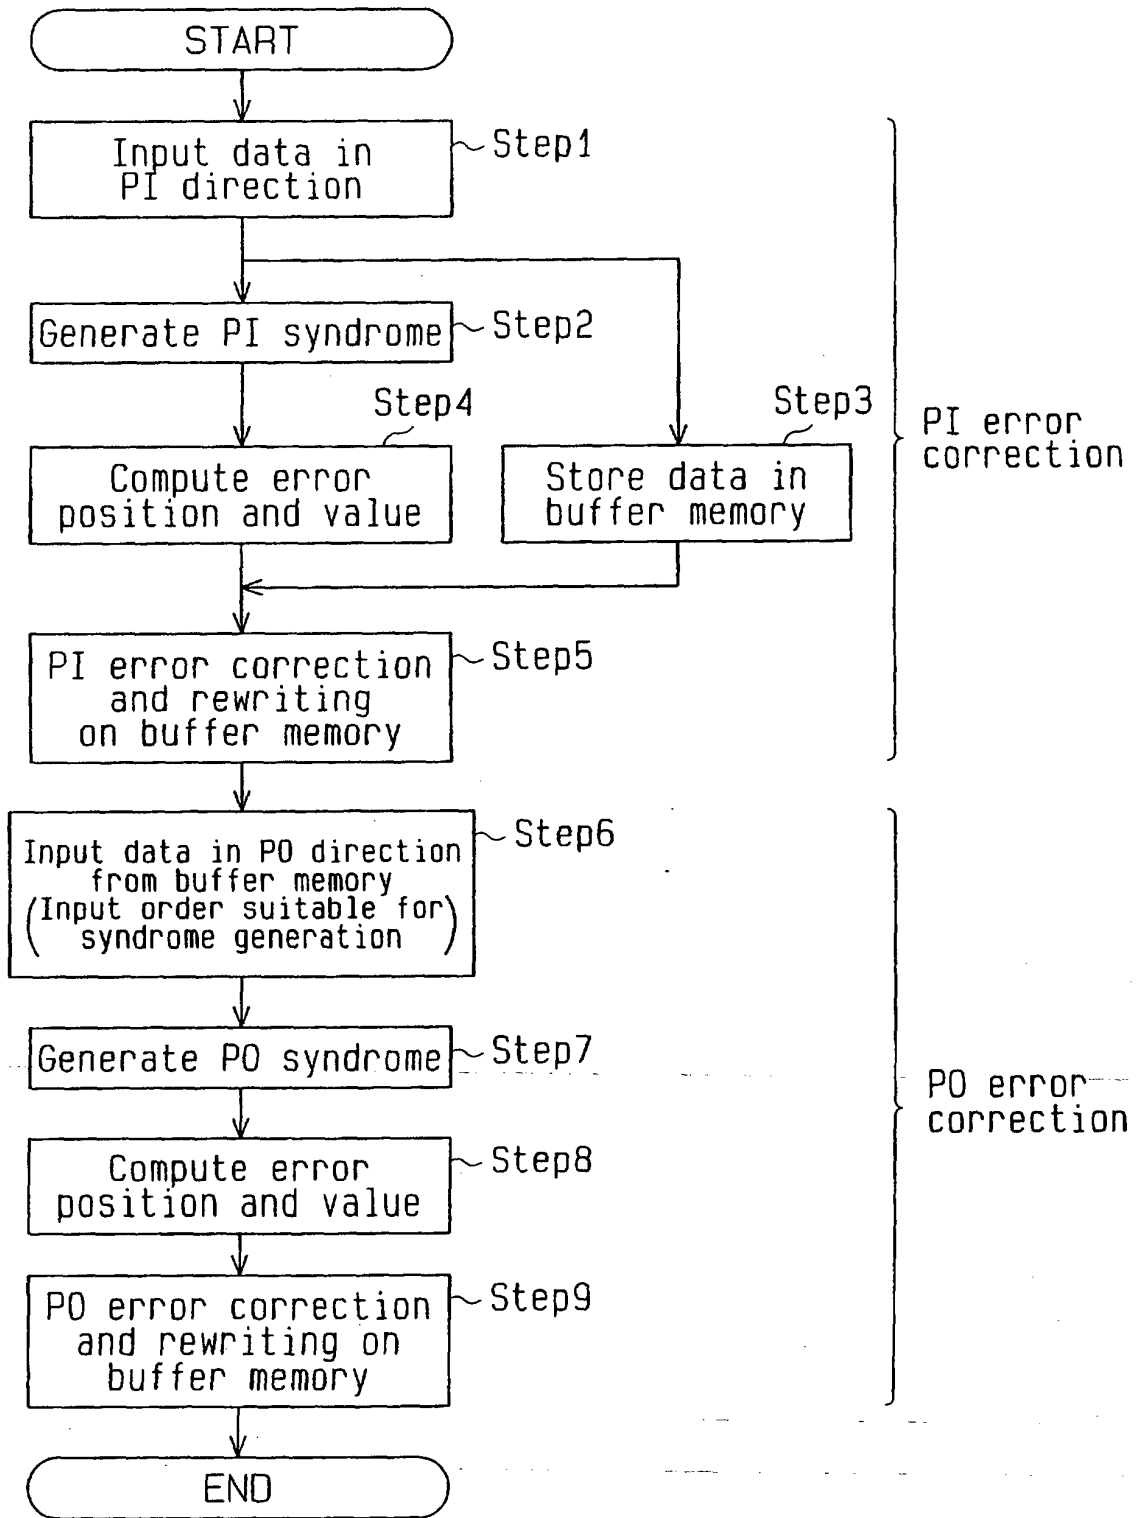 START
Input data in
PI direction
Step1
Generate PI syndrome
Step2
Step4
Compute error
position and value
Step3
Store data in
buffer memory
PI error
correction
PI error correction
and rewriting
on buffer memory
Step5
Input data in PO direction
from buffer memory
(Input order suitable for
syndrome generation)
Step6
Generate PO syndrome
Step7
Compute error
position and value
Step8
PO error
correction
PO error correction
and rewriting on
buffer memory
Step9
END